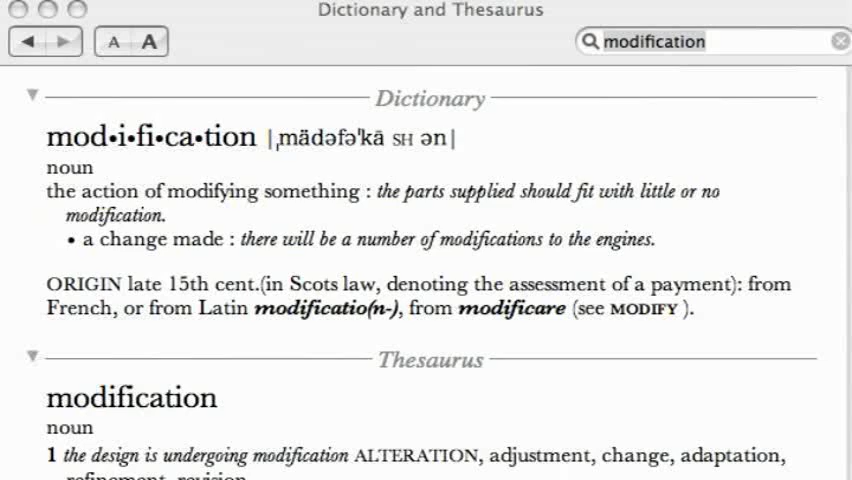 Dictionary and Thesaurus
A A
modification
Dictionary
mod•i•fi•ca•tion |ˌmädəfəˈkā SH ən|
noun
the action of modifying something : the parts supplied should fit with little or no
modification.
• a change made : there will be a number of modifications to the engines.
ORIGIN late 15th cent.(in Scots law, denoting the assessment of a payment): from
French, or from Latin modificatio(n-), from modificare (see MODIFY ).
Thesaurus
modification
noun
1 the design is undergoing modification ALTERATION, adjustment, change, adaptation,
refinement, revision